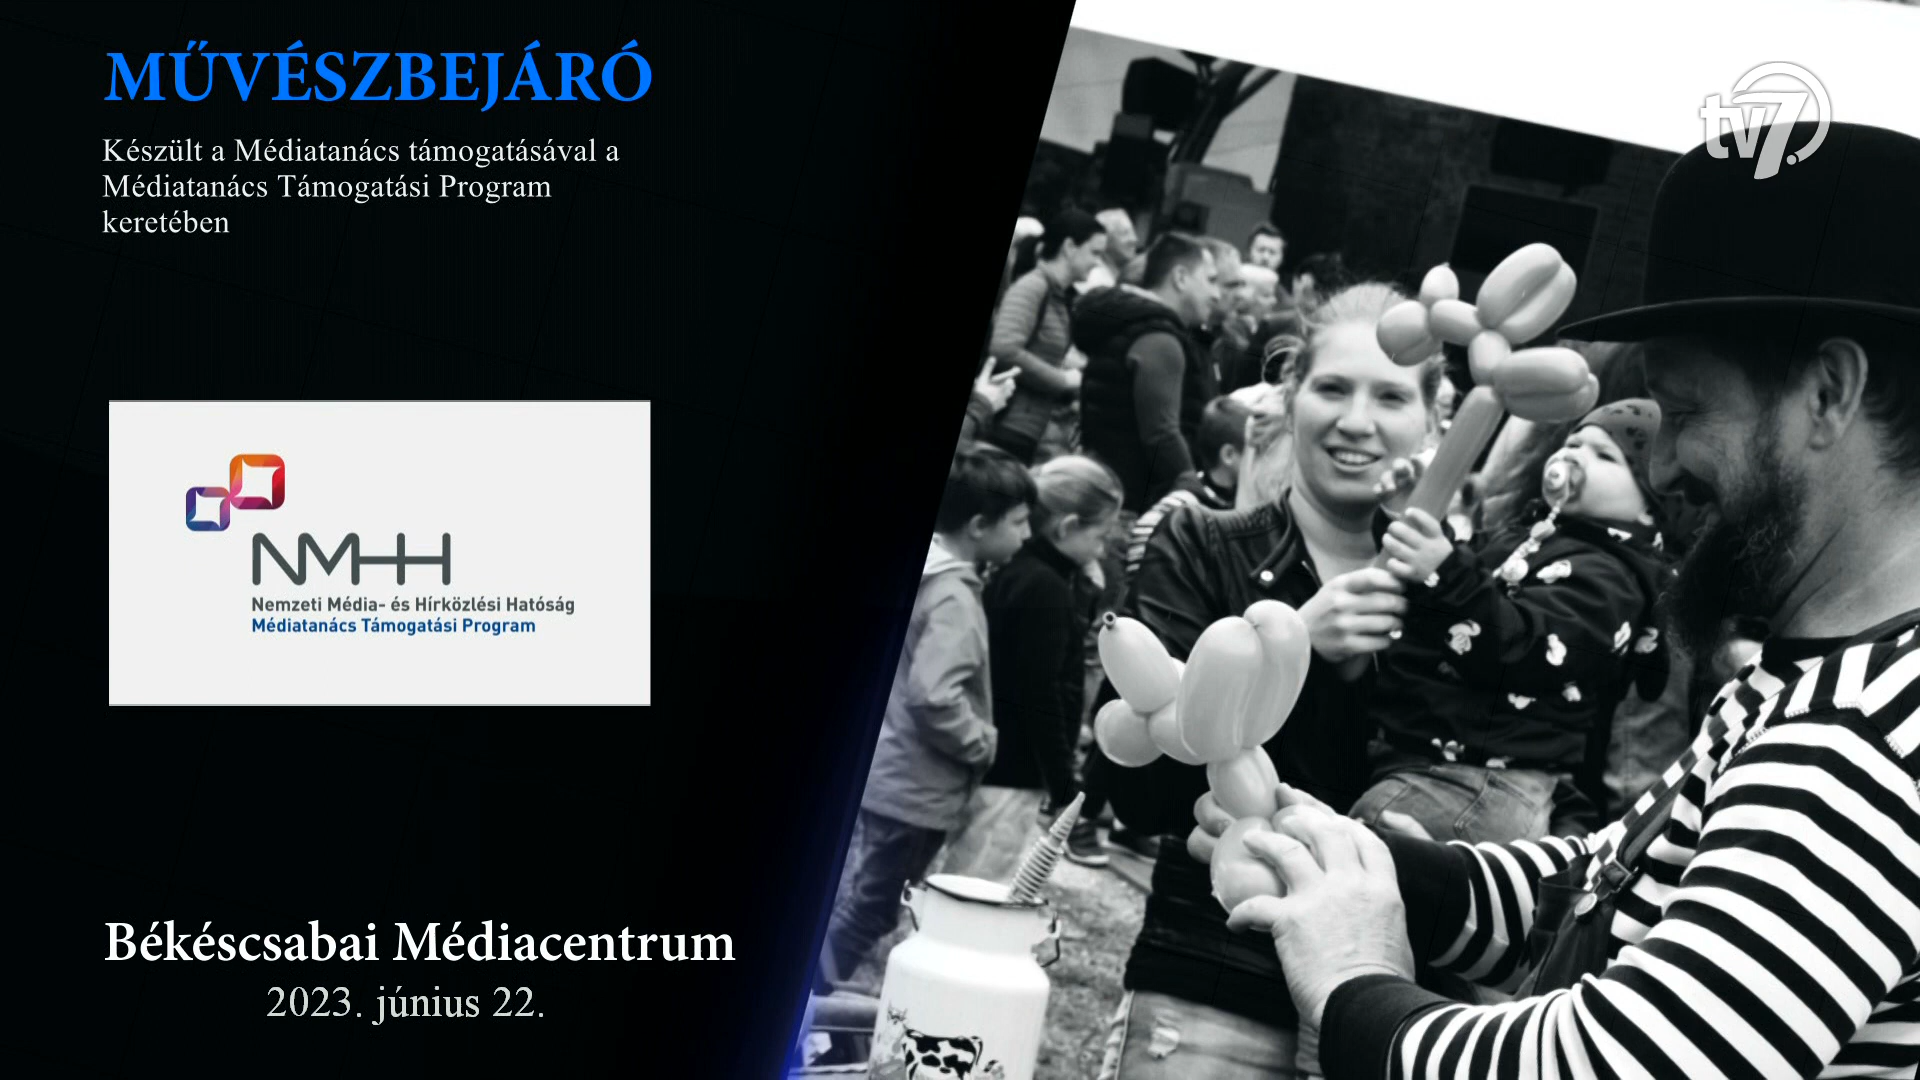 MŰVÉSZBEJÁRÓ
Készült a Médiatanács támogatásával a
Médiatanács Támogatási Program
keretében
tv7.
NMHH
Nemzeti Média- és Hírközlési Hatóság
Médiatanács Támogatási Program
Békéscsabai Médiacentrum
2023. június 22.